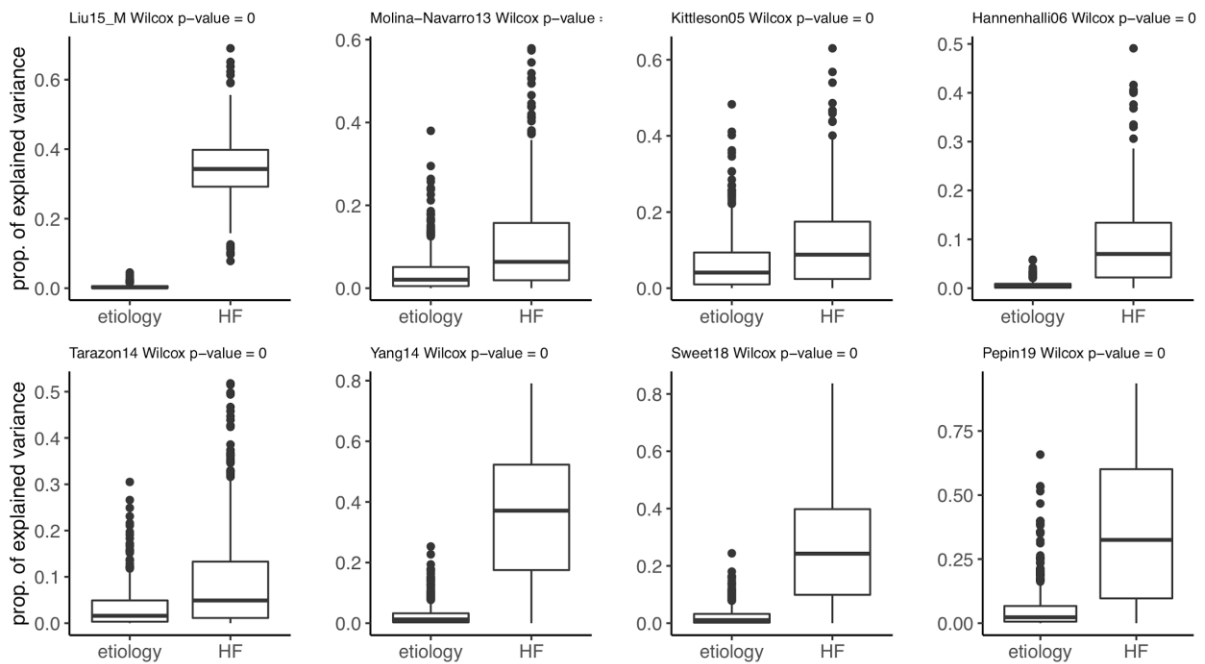 Liu15_M Wilcox p−value = 0
Molina−Navarro13 Wilcox p−value :
Kittleson05 Wilcox p−value = 0
Hannenhalli06 Wilcox p−value = 0
prop. of explained variance
0.6
0.4
0.2
0.0
etiology HF
0.6
0.4
0.2
0.0
etiology HF
0.6
0.4
0.2
0.0
etiology HF
0.5
0.4
0.3
0.2
0.1
0.0
etiology HF
Tarazon14 Wilcox p−value = 0
Yang14 Wilcox p−value = 0
Sweet18 Wilcox p−value = 0
Pepin19 Wilcox p−value = 0
prop. of explained variance
0.5
0.4
0.3
0.2
0.1
0.0
etiology HF
0.8
0.6
0.4
0.2
0.0
etiology HF
0.8
0.6
0.4
0.2
0.0
etiology HF
0.75
0.50
0.25
0.00
etiology HF